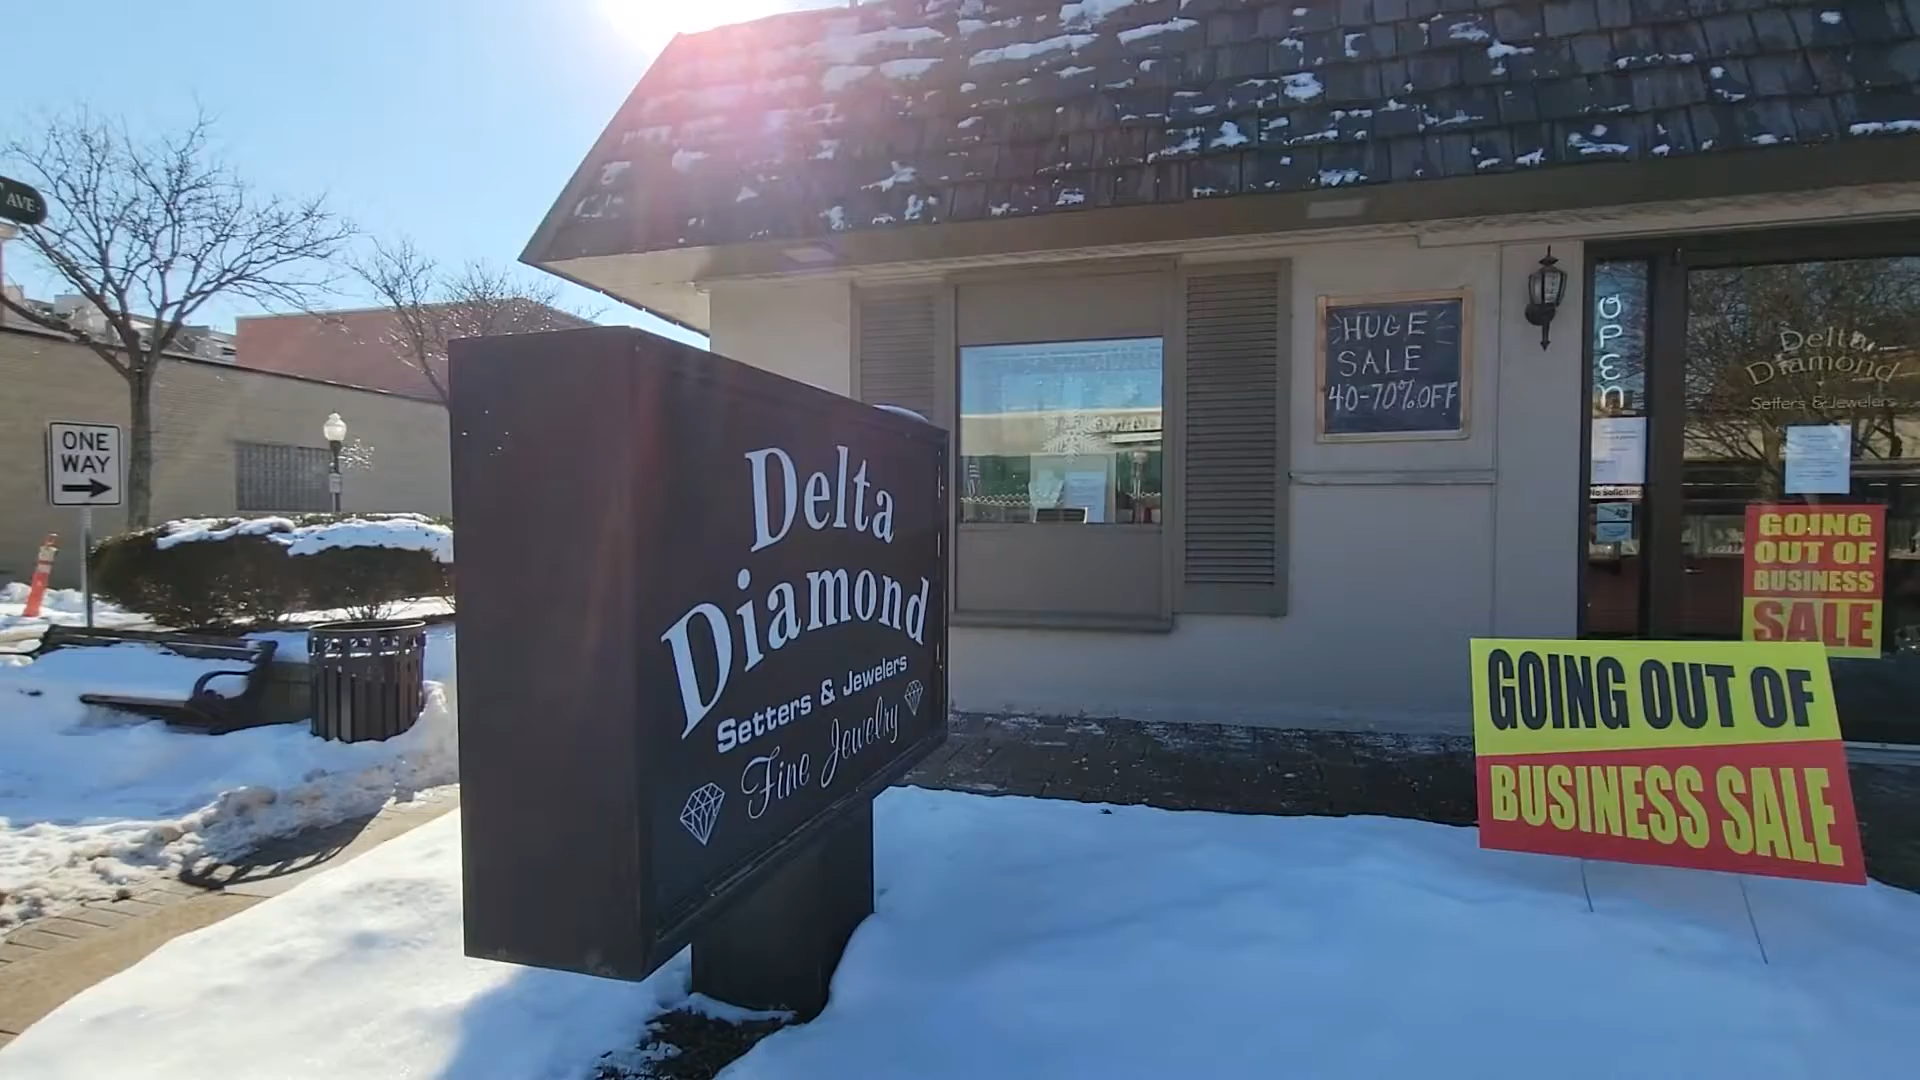 AVE
ONE
WAY
Delta
Diamond
Setters & Jewelers
Fine Jewelry
HUGE
SALE
40-70% OFF
OPEN
Delta
Diamond
Setters & Jewelers
No Soliciting
GOING
OUT OF
BUSINESS
SALE
GOING OUT OF
BUSINESS SALE